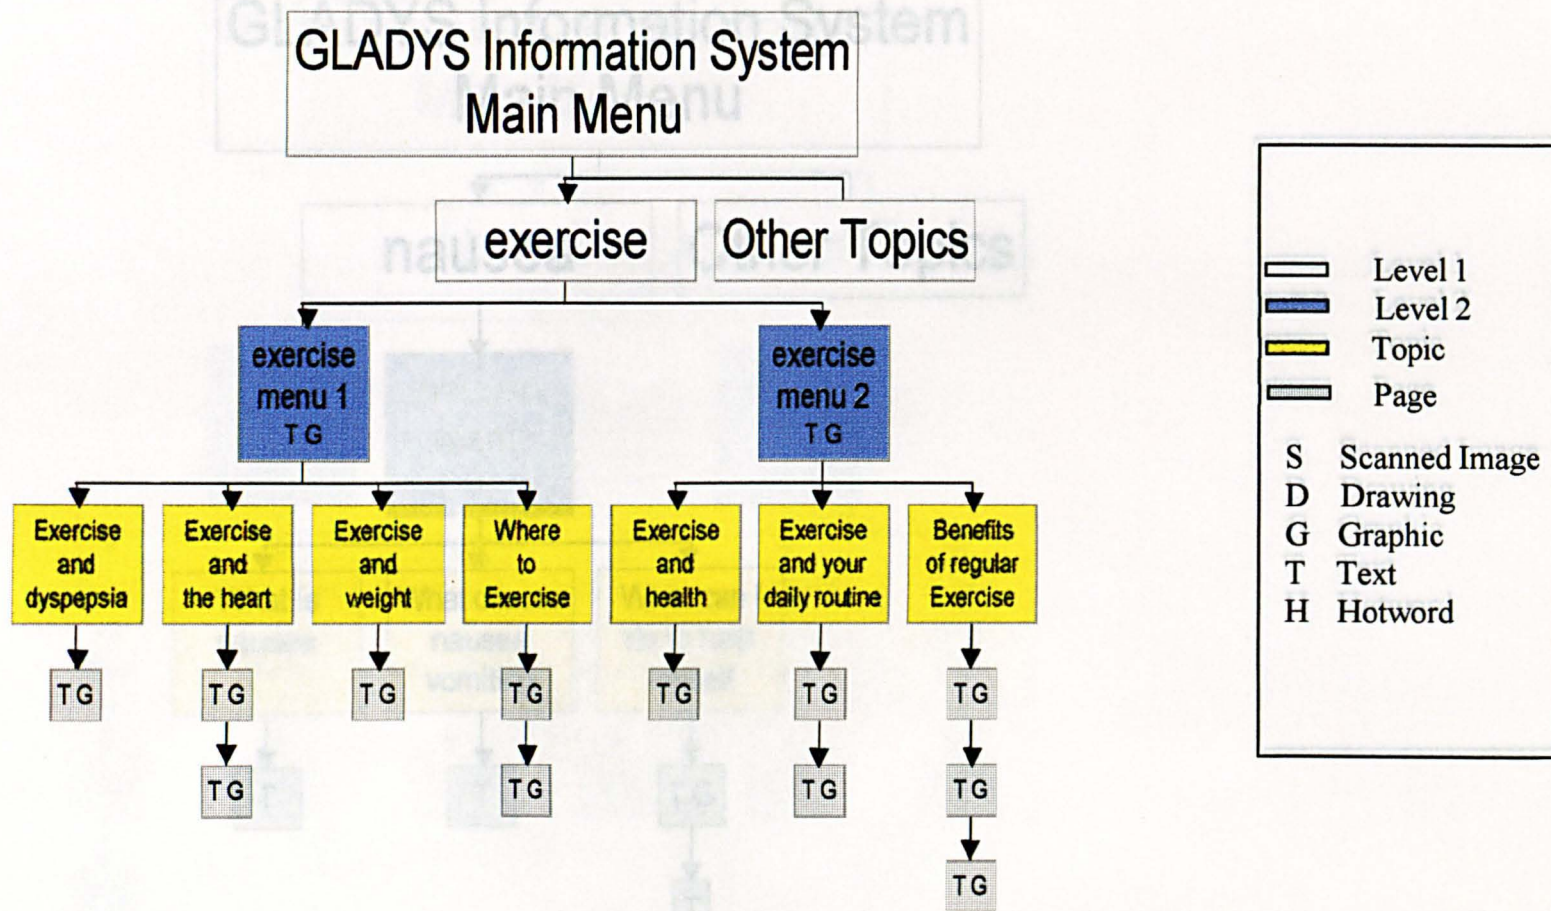 GLADYS Information System
Main Menu
exercise
Other Topics
exercise
menu 1
T G
exercise
menu 2
T G
Exercise
and
dyspepsia
Exercise
and
the heart
Exercise
and
weight
Where
to
Exercise
Exercise
and
health
Exercise
and your
daily routine
Benefits
of regular
Exercise
T G
T G
T G
T G
T G
T G
T G
T G
T G
T G
T G
T G
Level 1
Level 2
Topic
Page
S Scanned Image
D Drawing
G Graphic
T Text
H Hotword